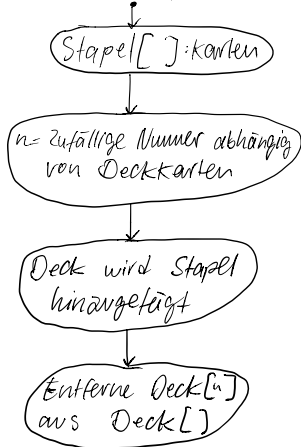 Stapel[ ]:Karten
n= zufällige Nummer abhängig
von Deckkarten
Deck wird Stapel
hinzugefügt
Entferne Deck[n]
aus Deck[ ]